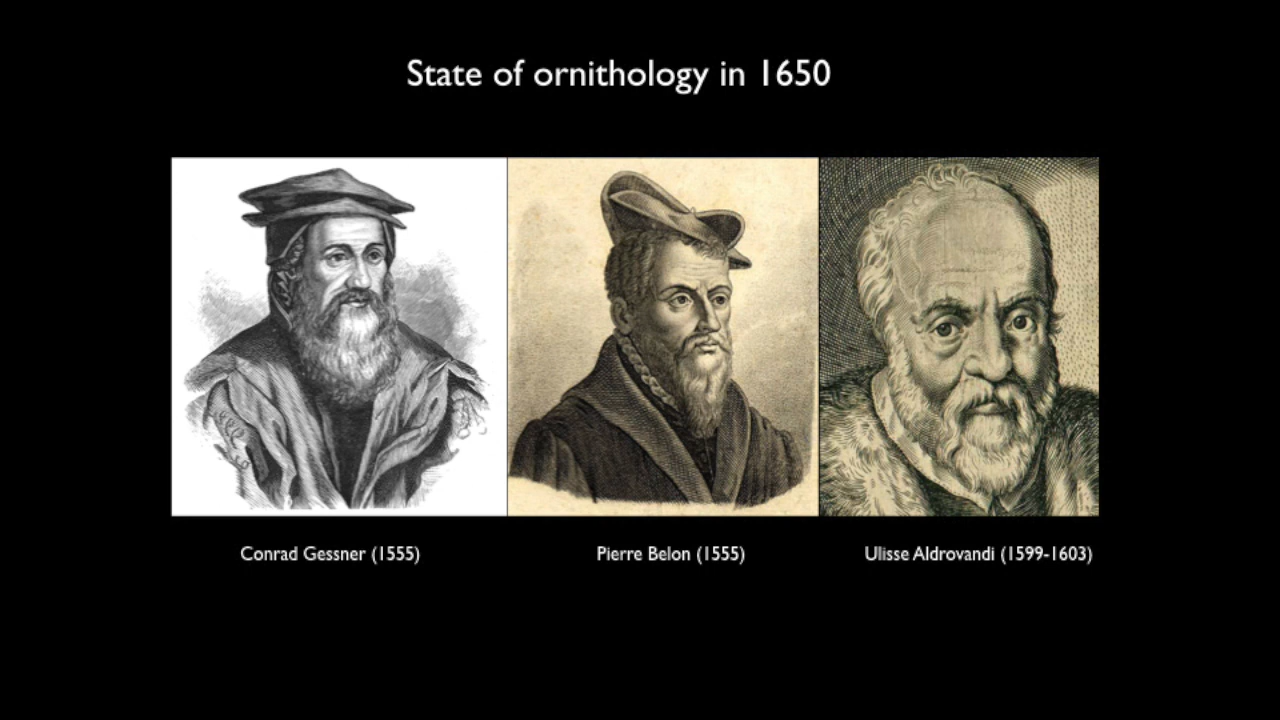 State of ornithology in 1650
Conrad Gessner (1555)
Pierre Belon (1555)
Ulisse Aldrovandi (1599-1603)